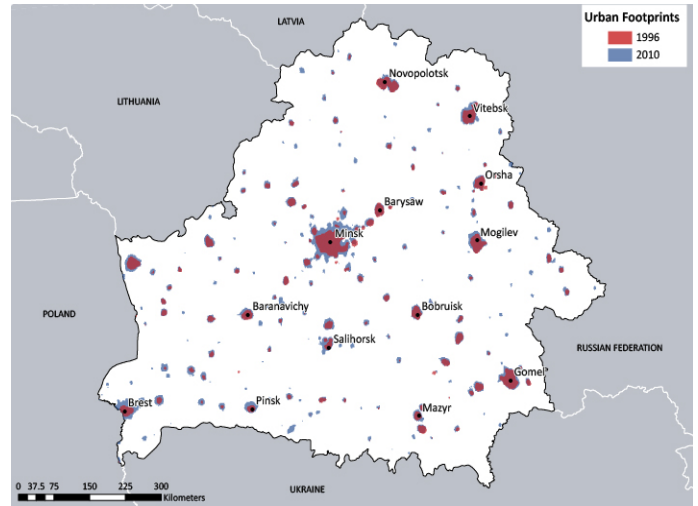 LATVIA
Urban Footprints
1996
2010
Novopolotsk
LITHUANIA
Vitebsk
Orsha
Barysäw
Minsk
Mogilev
POLAND
Baranavichy
Bobruisk
Salihorsk
RUSSIAN FEDERATION
Gomel
Brest
Pinsk
Mazyr
0 37.5 75 150 225 300
Kilometers
UKRAINE